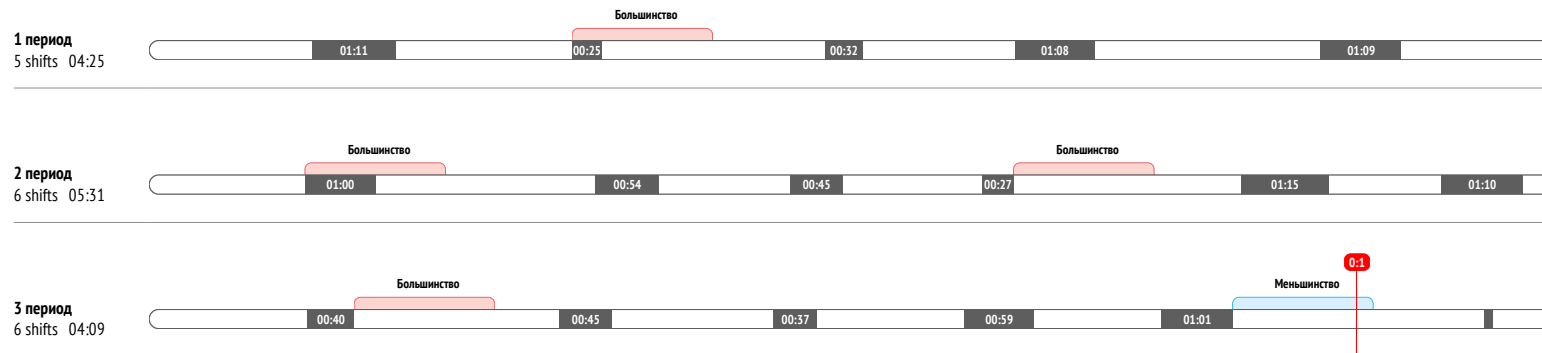 Большинство
1 период
5 shifts 04:25
01:11 00:25 00:32 01:08 01:09
Большинство Большинство
2 период
6 shifts 05:31
01:00 00:54 00:45 00:27 01:15 01:10
0:1
Большинство Меньшинство
3 период
6 shifts 04:09
00:40 00:45 00:37 00:59 01:01